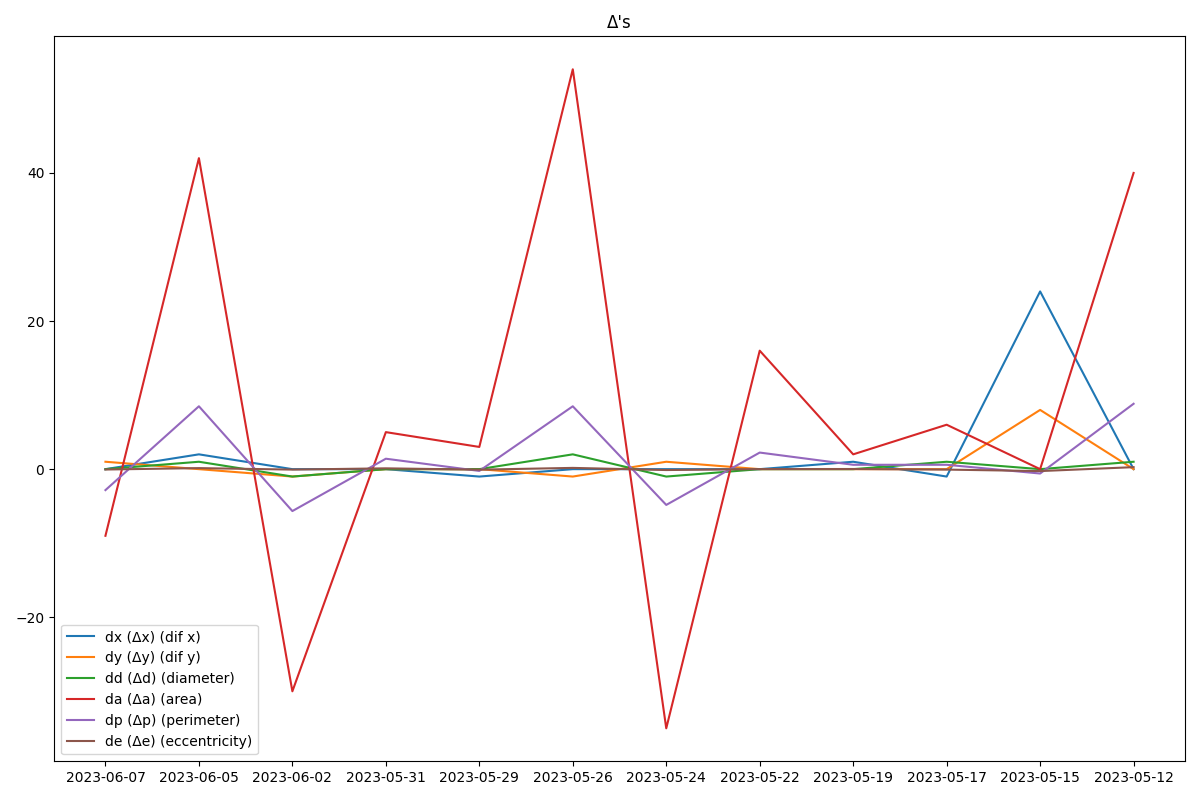 Δ's
40
20
0
−20
dx (Δx) (dif x)
dy (Δy) (dif y)
dd (Δd) (diameter)
da (Δa) (area)
dp (Δp) (perimeter)
de (Δe) (eccentricity)
2023-06-07 2023-06-05 2023-06-02 2023-05-31 2023-05-29 2023-05-26 2023-05-24 2023-05-22 2023-05-19 2023-05-17 2023-05-15 2023-05-12